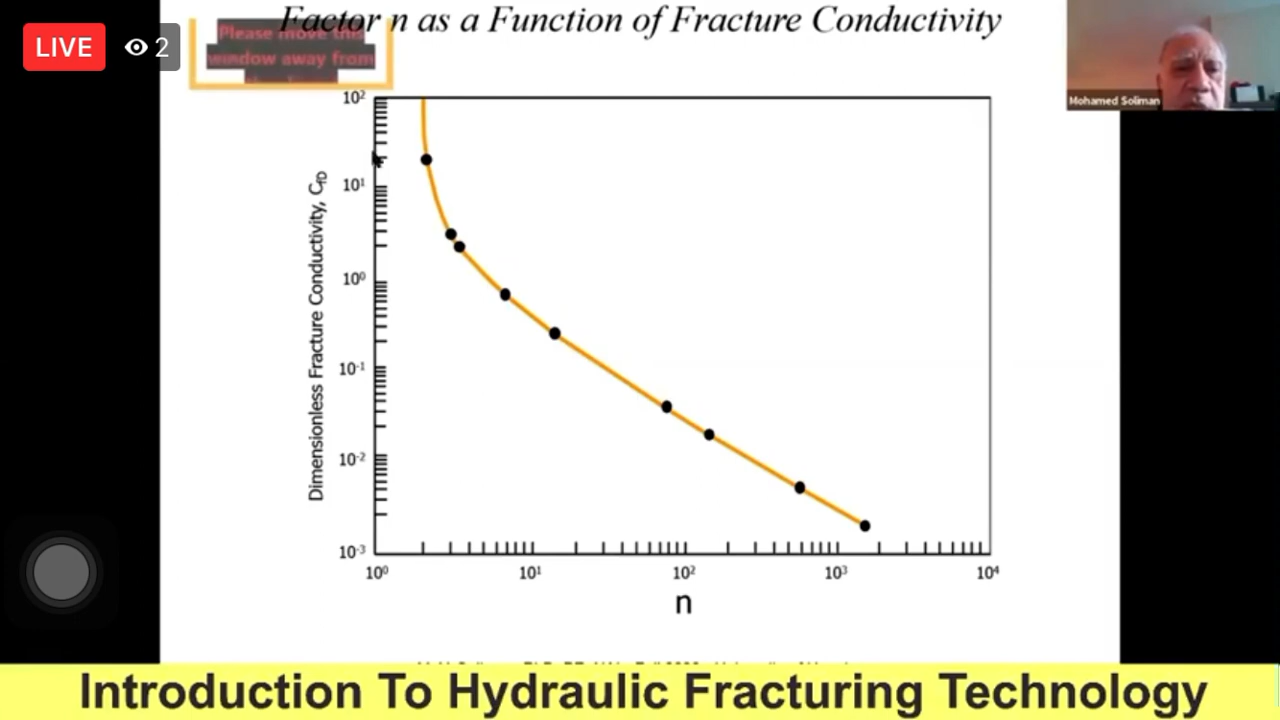 Factor n as a Function of Fracture Conductivity
Please move this
window away from
LIVE
2
Mohamed Soliman
10²
10¹
10⁰
10⁻¹
10⁻²
10⁻³
Dimensionless Fracture Conductivity, CfD
10⁰ 10¹ 10² 10³ 10⁴
n
Introduction To Hydraulic Fracturing Technology